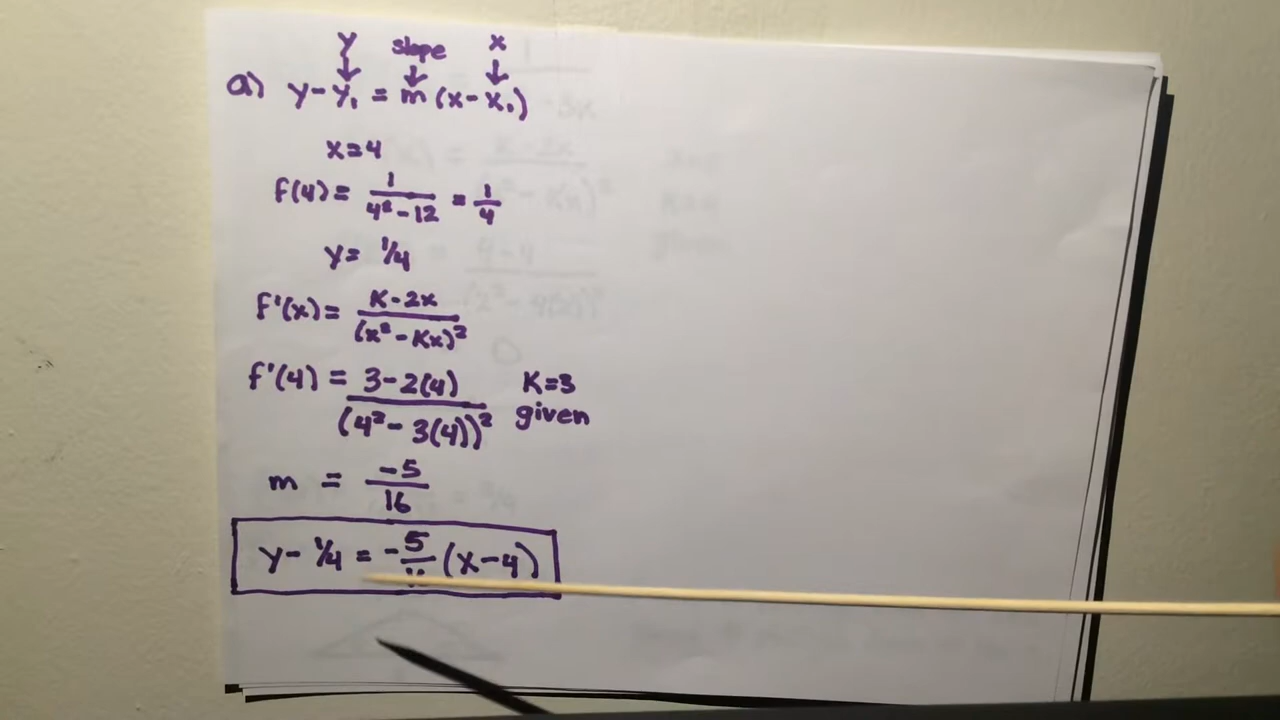 y slope x
a) y-y₁ = m(x-x₁)
x=4
f(4)= 1/(4²-12) = 1/4
y= 1/4
f'(x)= (K-2x)/(x²-Kx)²
f'(4) = (3-2(4))/(4²-3(4))² K=3
given
m = -5/16
y- 1/4 = -5/ (x-4)